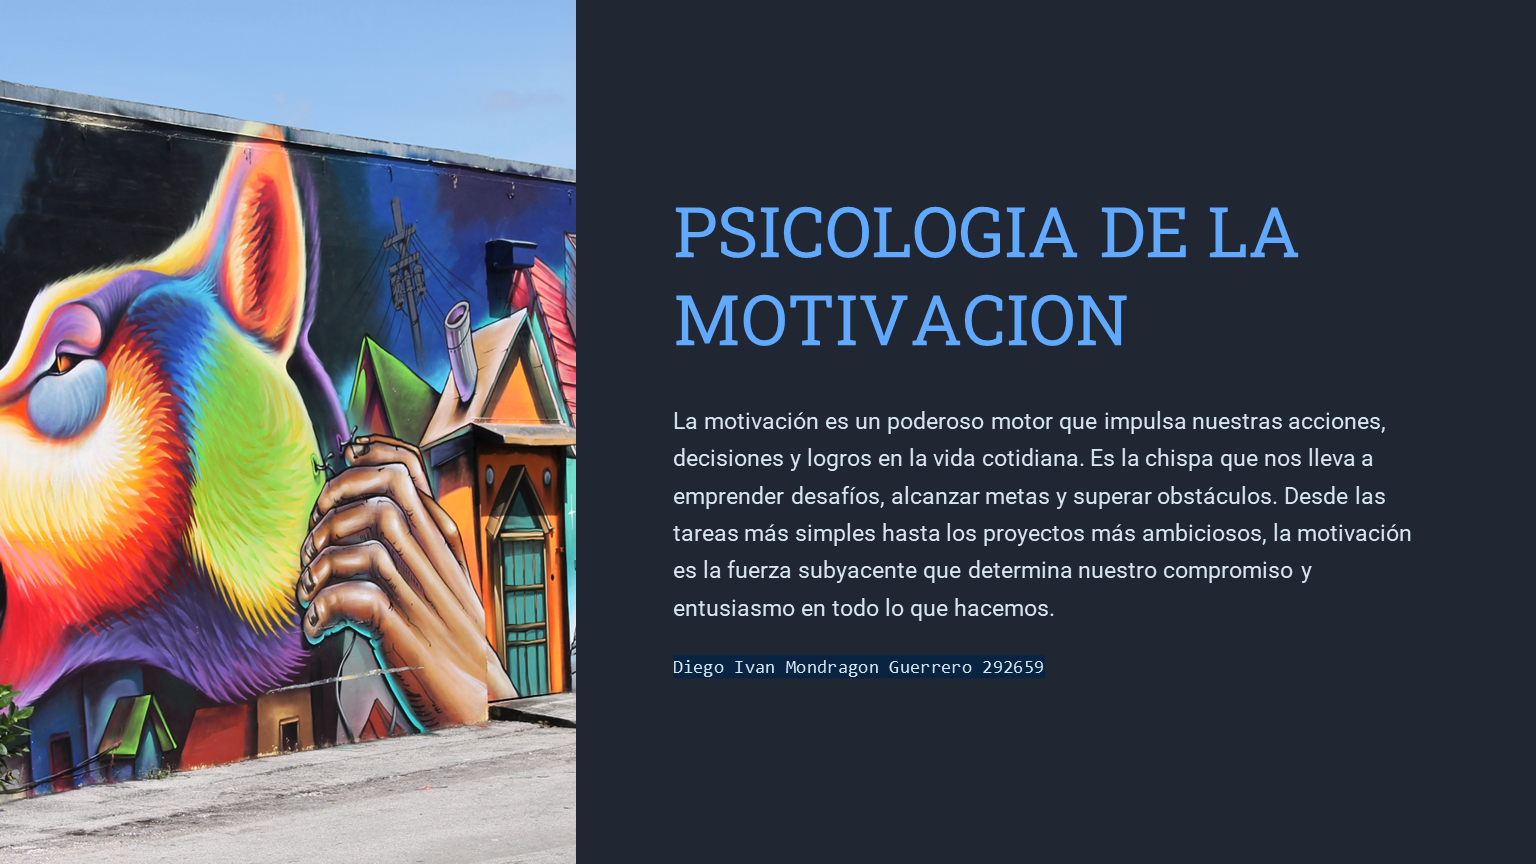 PSICOLOGIA DE LA
MOTIVACION
La motivación es un poderoso motor que impulsa nuestras acciones,
decisiones y logros en la vida cotidiana. Es la chispa que nos lleva a
emprender desafíos, alcanzar metas y superar obstáculos. Desde las
tareas más simples hasta los proyectos más ambiciosos, la motivación
es la fuerza subyacente que determina nuestro compromiso y
entusiasmo en todo lo que hacemos.
Diego Ivan Mondragon Guerrero 292659